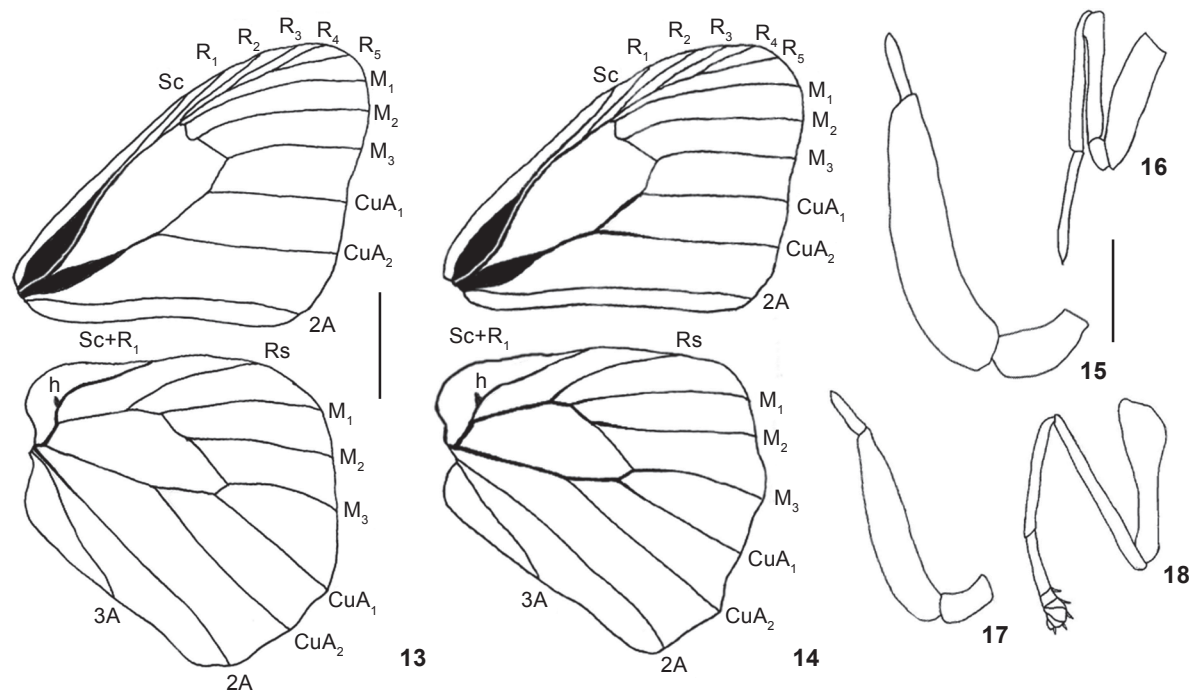 R1 R2 R3 R4 R5
Sc
M1
M2
M3
CuA1
CuA2
2A
Sc+R1
h
Rs
M1
M2
M3
CuA1
CuA2
2A
3A
13
R1 R2 R3 R4 R5
Sc
M1
M2
M3
CuA1
CuA2
2A
Sc+R1
h
Rs
M1
M2
M3
CuA1
CuA2
2A
3A
14
15
16
17
18